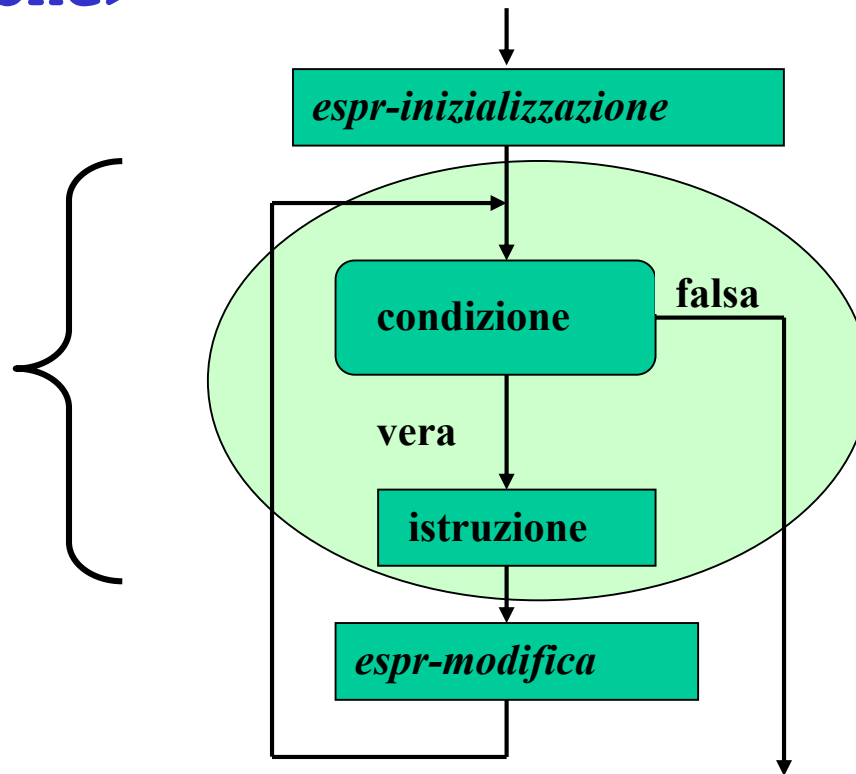 espr-inizializzazione
condizione
falsa
vera
istruzione
espr-modifica